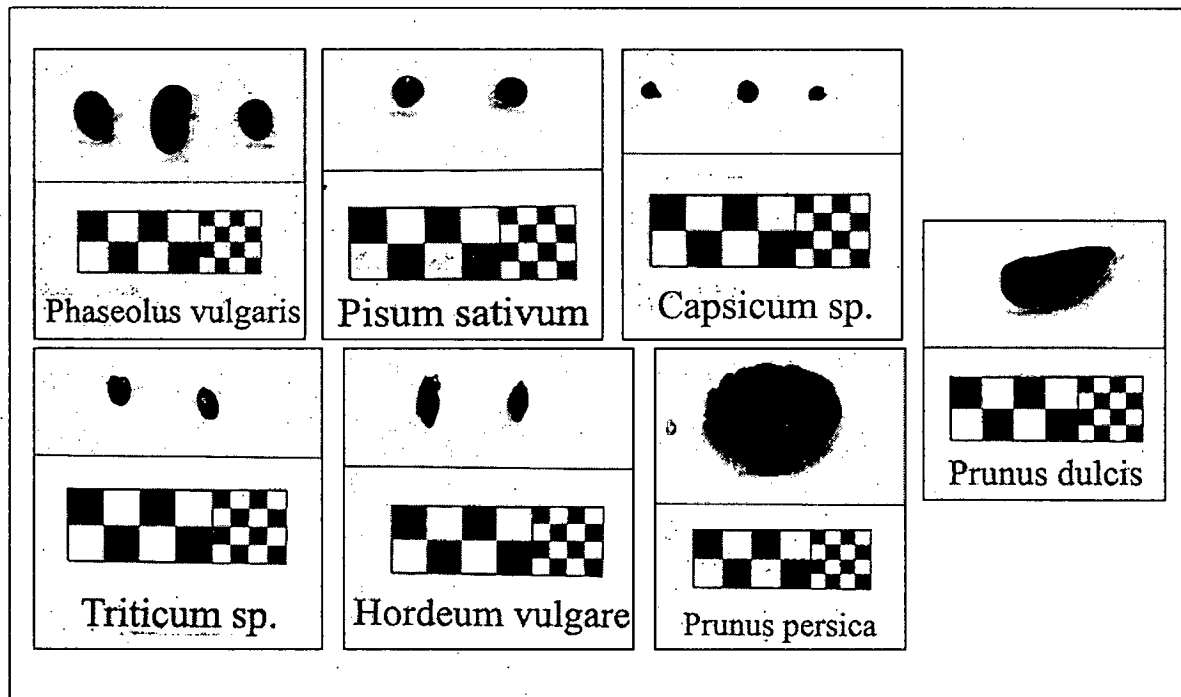 Phaseolus vulgaris
Pisum sativum
Capsicum sp.
Prunus dulcis
Triticum sp.
Hordeum vulgare
Prunus persica